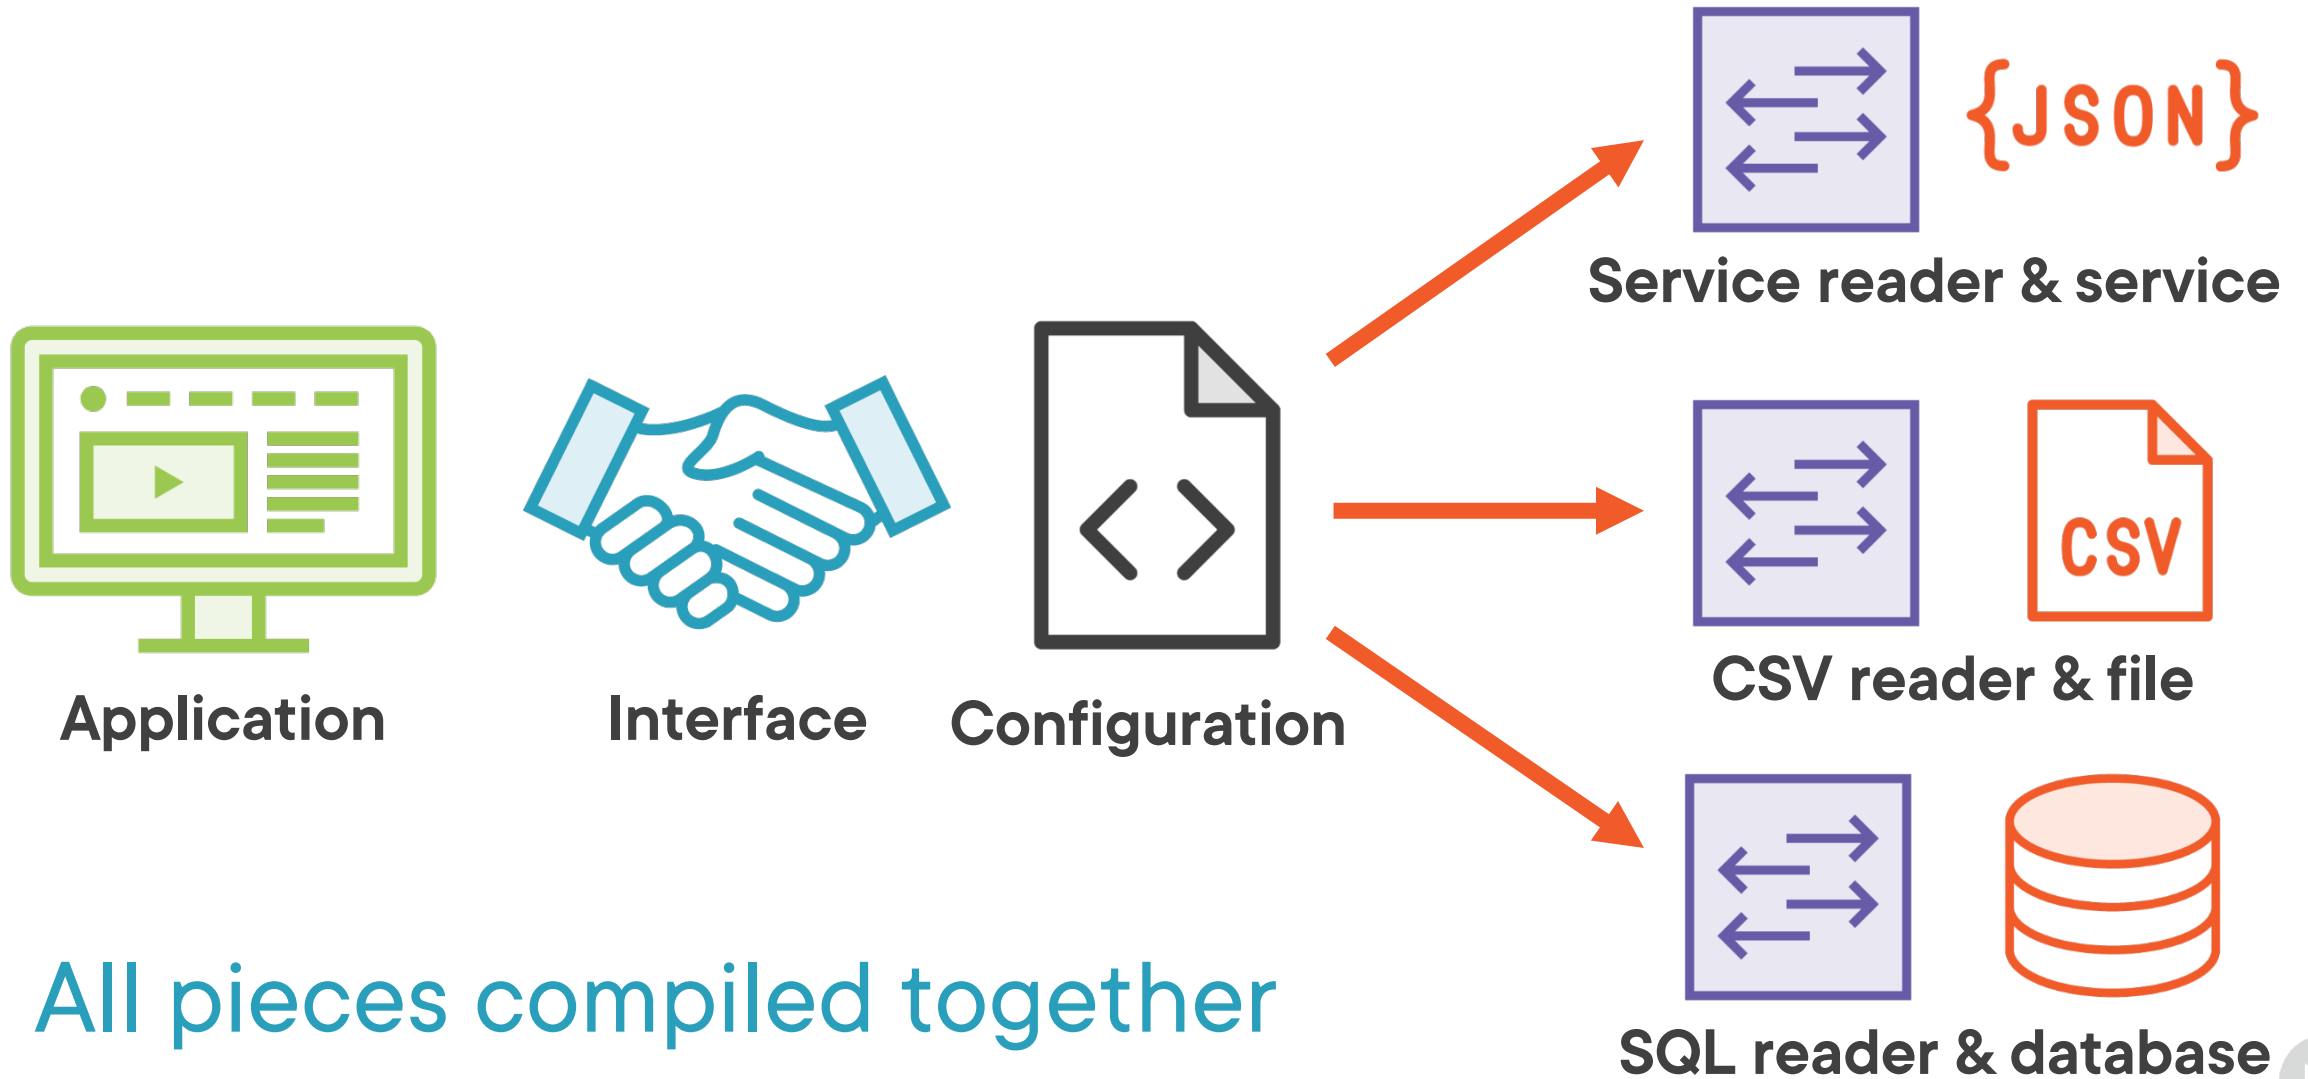 {JSON}
Service reader & service
CSV
CSV reader & file
Application
Interface
Configuration
All pieces compiled together
SQL reader & database